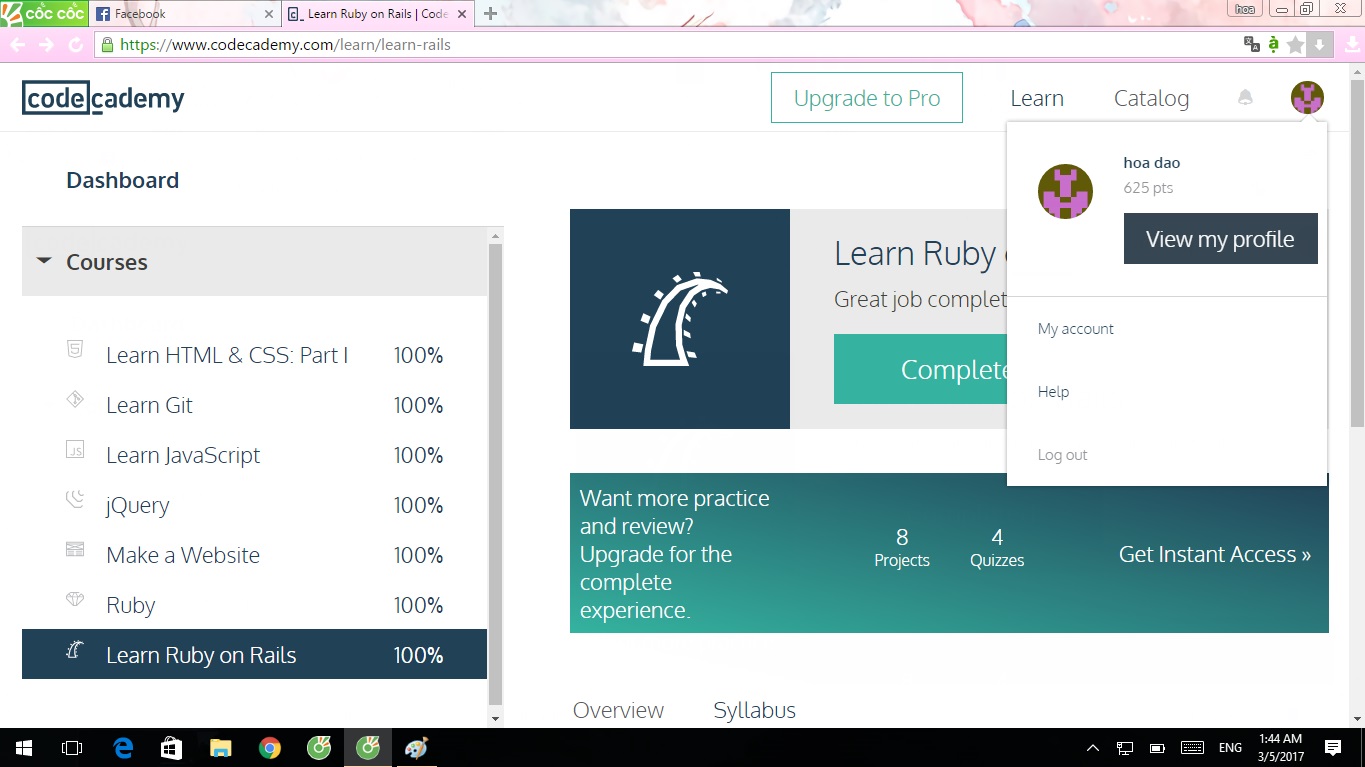 cốc cốc
Facebook
Learn Ruby on Rails | Code
hoa
https://www.codecademy.com/learn/learn-rails
codecademy
Upgrade to Pro
Learn
Catalog
hoa dao
625 pts
View my profile
My account
Help
Log out
Dashboard
Courses
Learn HTML & CSS: Part I 100%
Learn Git 100%
Learn JavaScript 100%
jQuery 100%
Make a Website 100%
Ruby 100%
Learn Ruby on Rails 100%
Learn Ruby
Great job complet
Complete
Want more practice
and review?
Upgrade for the
complete
experience.
8
Projects
4
Quizzes
Get Instant Access »
Overview
Syllabus
ENG
1:44 AM
3/5/2017